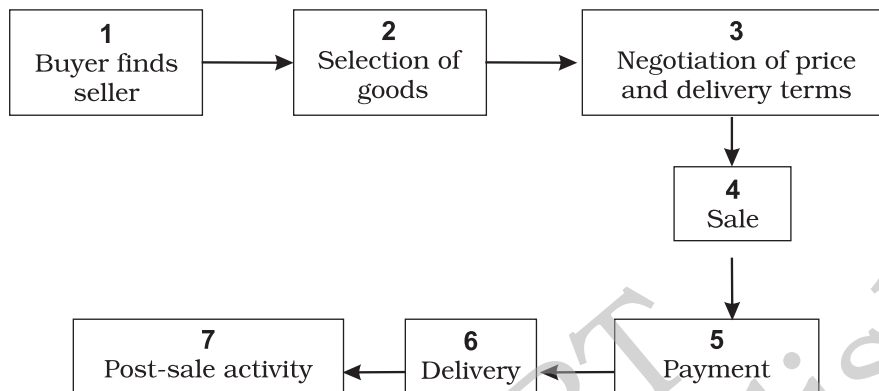 1
Buyer finds
seller
2
Selection of
goods
3
Negotiation of price
and delivery terms
4
Sale
5
Payment
6
Delivery
7
Post-sale activity